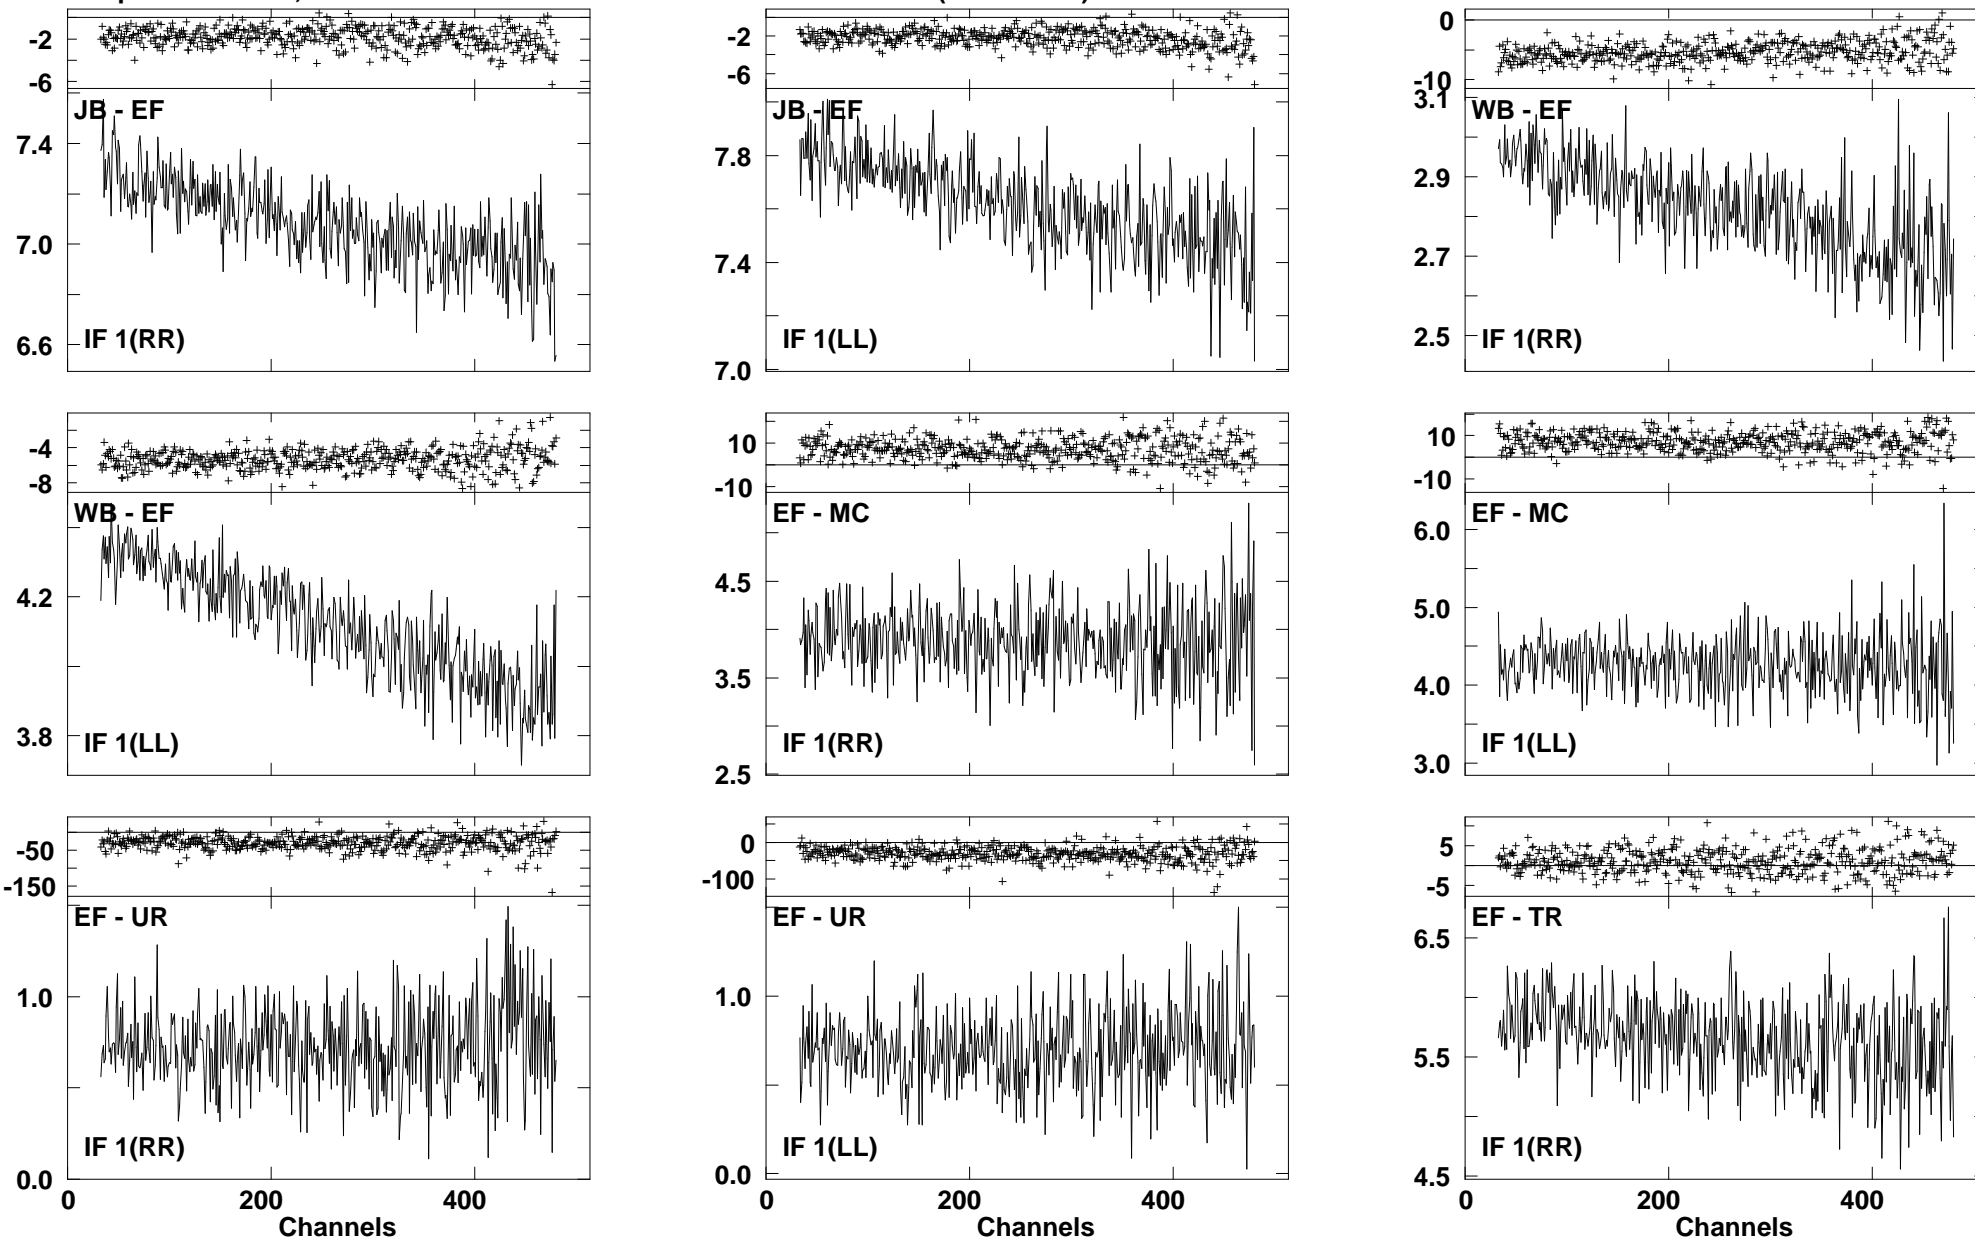 -2
-6
JB - EF
7.4
7.0
6.6
IF 1(RR)
-2
-6
JB - EF
7.8
7.4
7.0
IF 1(LL)
0
-10
3.1
WB - EF
2.9
2.7
2.5
IF 1(RR)
-4
-8
WB - EF
4.2
3.8
IF 1(LL)
10
-10
EF - MC
4.5
3.5
2.5
IF 1(RR)
10
-10
EF - MC
6.0
5.0
4.0
3.0
IF 1(LL)
-50
-150
EF - UR
1.0
0.0
IF 1(RR)
0 200 400
Channels
0
-100
EF - UR
1.0
0.0
IF 1(LL)
0 200 400
Channels
5
-5
EF - TR
6.5
5.5
4.5
IF 1(RR)
0 200 400
Channels